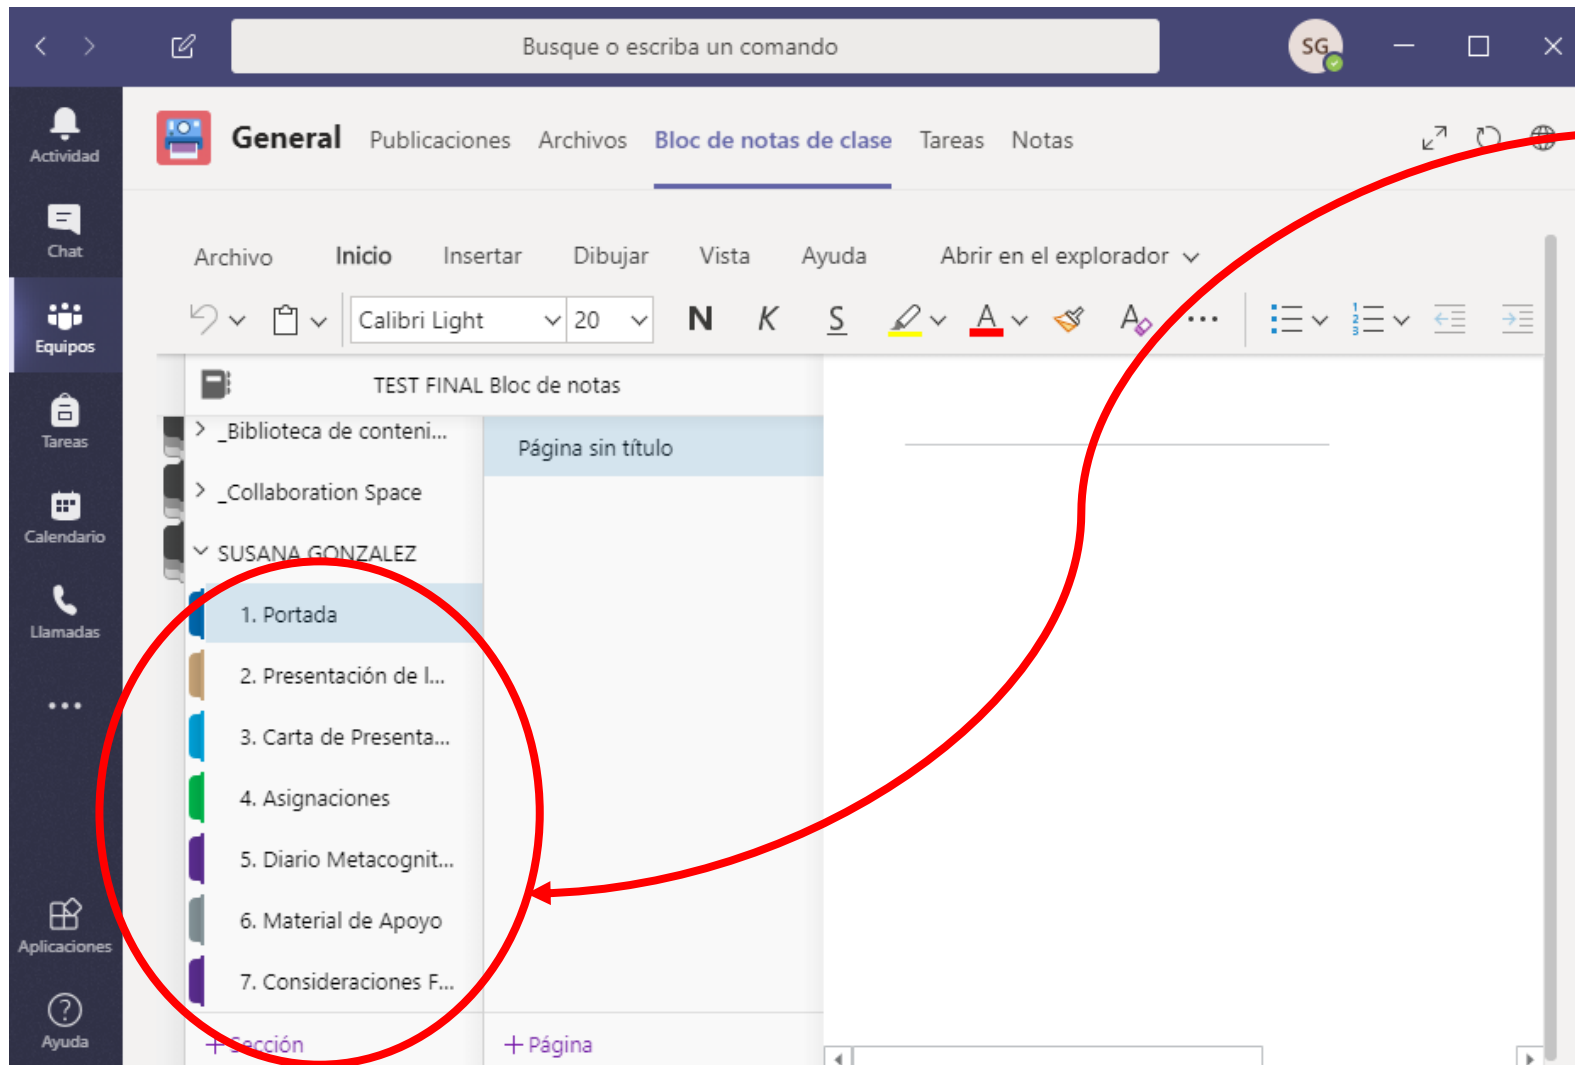 Busque o escriba un comando
SG
Actividad
Chat
Equipos
Tareas
Calendario
Llamadas
Aplicaciones
Ayuda
General Publicaciones Archivos Bloc de notas de clase Tareas Notas
Archivo Inicio Insertar Dibujar Vista Ayuda Abrir en el explorador
Calibri Light 20 N K S A A
TEST FINAL Bloc de notas
_Biblioteca de conteni...
_Collaboration Space
SUSANA GONZALEZ
1. Portada
2. Presentación de l...
3. Carta de Presenta...
4. Asignaciones
5. Diario Metacognit...
6. Material de Apoyo
7. Consideraciones F...
+ Sección
Página sin título
+ Página